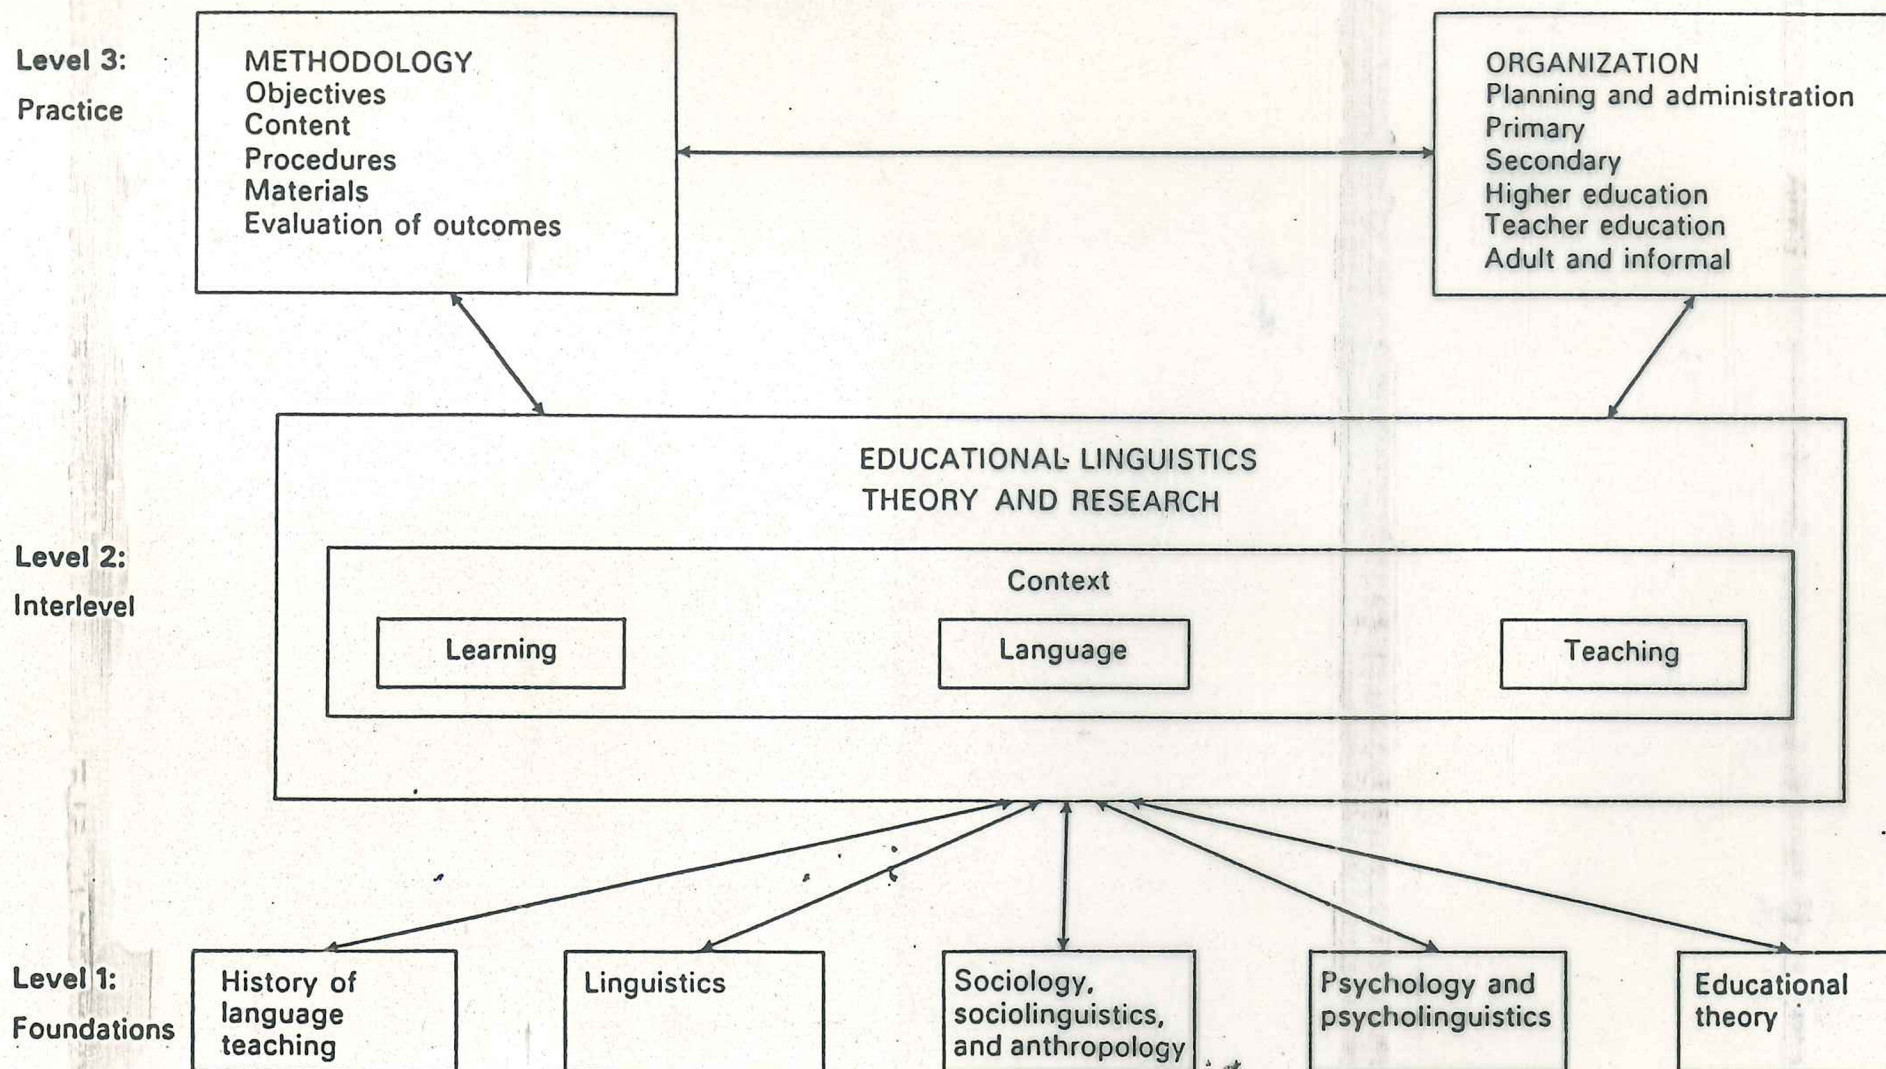 Level 3:
Practice
METHODOLOGY
Objectives
Content
Procedures
Materials
Evaluation of outcomes
ORGANIZATION
Planning and administration
Primary
Secondary
Higher education
Teacher education
Adult and informal
Level 2:
Interlevel
EDUCATIONAL LINGUISTICS
THEORY AND RESEARCH
Context
Learning
Language
Teaching
Level 1:
Foundations
History of
language
teaching
Linguistics
Sociology,
sociolinguistics,
and anthropology
Psychology and
psycholinguistics
Educational
theory